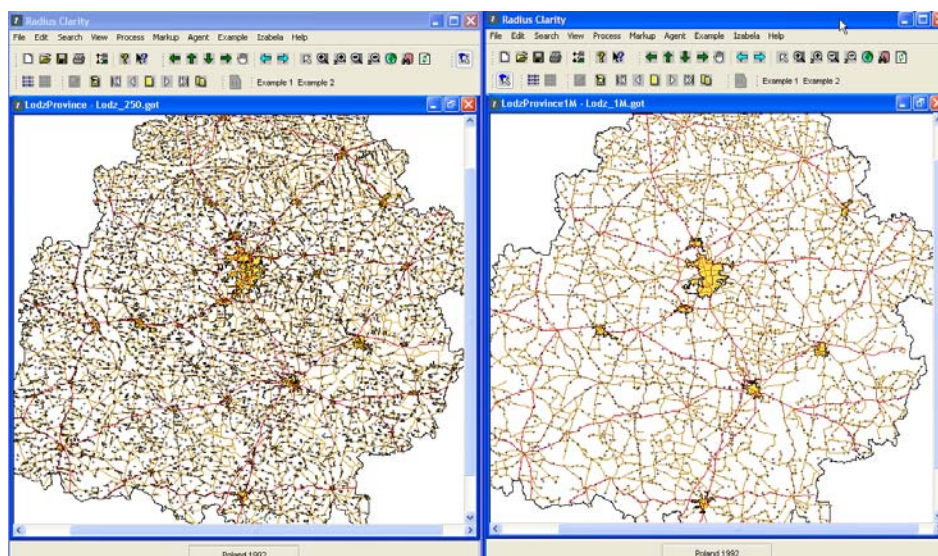 Radius Clarity
File Edit Search View Process Markup Agent Example Izabela Help
Example 1 Example 2
LodzProvince - Lodz_250.got
Poland 1992
Radius Clarity
File Edit Search View Process Markup Agent Example Izabela Help
Example 1 Example 2
LodzProvince1M - Lodz_1M.got
Poland 1992